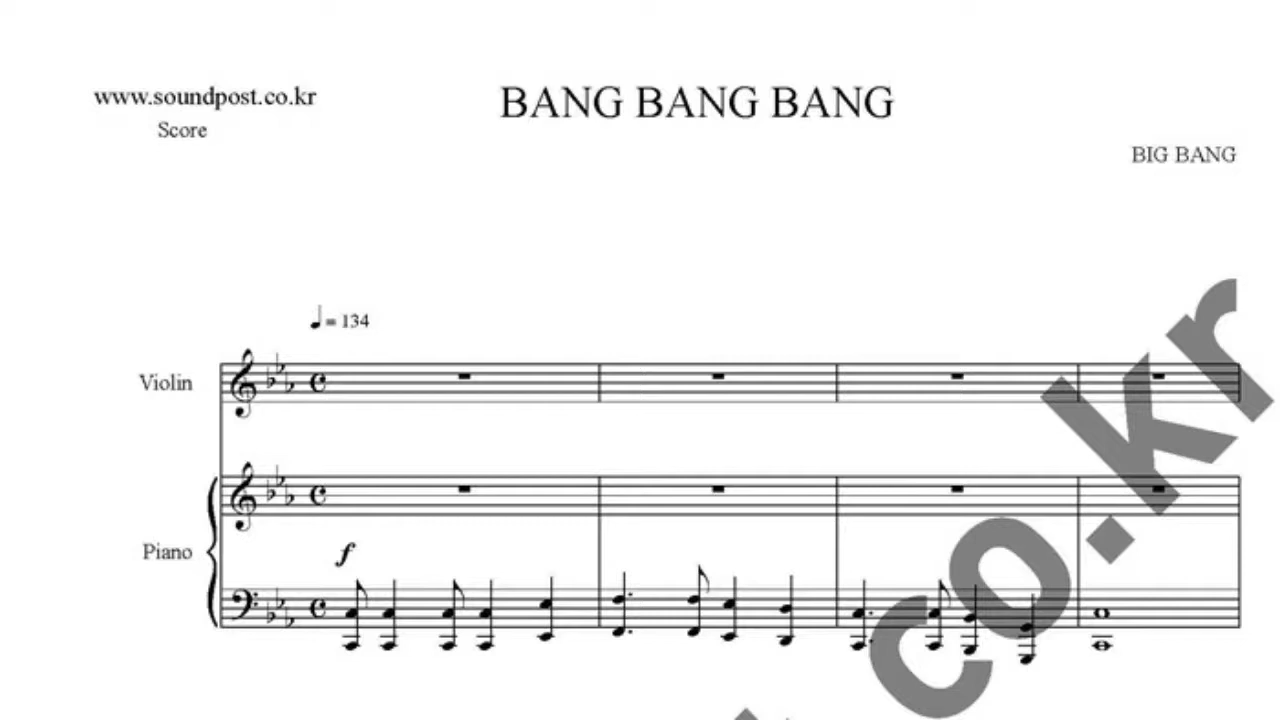 www.soundpost.co.kr
Score
BANG BANG BANG
BIG BANG
= 134
Violin
Piano
f
co.kr